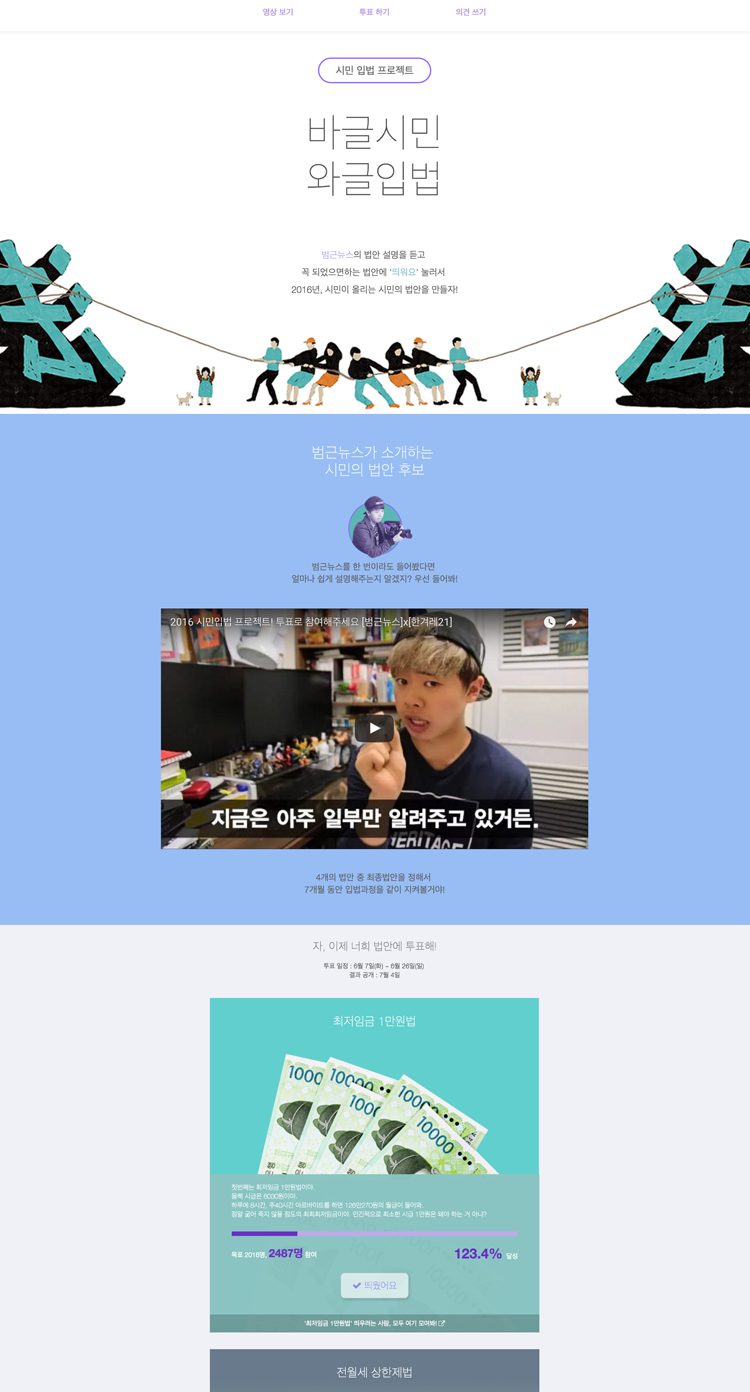 영상 보기
투표 하기
의견 쓰기
시민 입법 프로젝트
바글시민
와글입법
범근뉴스의 법안 설명을 듣고
꼭 되었으면하는 법안에 '띄워요' 눌러서
2016년, 시민이 올리는 시민의 법안을 만들자!
범근뉴스가 소개하는
시민의 법안 후보
범근뉴스를 한 번이라도 들어봤다면
얼마나 쉽게 설명해주는지 알겠지? 우선 들어봐!
2016 시민입법 프로젝트! 투표로 참여해주세요 [범근뉴스]x[한겨레21]
지금은 아주 일부만 알려주고 있거든.
HERITAGE
4개의 법안 중 최종법안을 정해서
7개월 동안 입법과정을 같이 지켜볼거야!
자, 이제 너희 법안에 투표해!
투표 일정 : 6월 7일(화) ~ 6월 26일(일)
결과 공개 : 7월 4일
최저임금 1만원법
10000
10000
10000
10000
첫번째는 최저임금 1만원법이야.
올해 시급은 6030원이야.
하루에 8시간, 주40시간 아르바이트를 하면 126만270원의 월급이 들어와.
정말 굶어 죽지 않을 정도의 최최최저임금이야. 인간적으로 최소한 시급 1만원은 돼야 하는 거 아냐?
목표 2016명, 2487명 참여
123.4% 달성
띄웠어요
'최저임금 1만원법' 띄우려는 사람, 모두 여기 모여봐!
전월세 상한제법